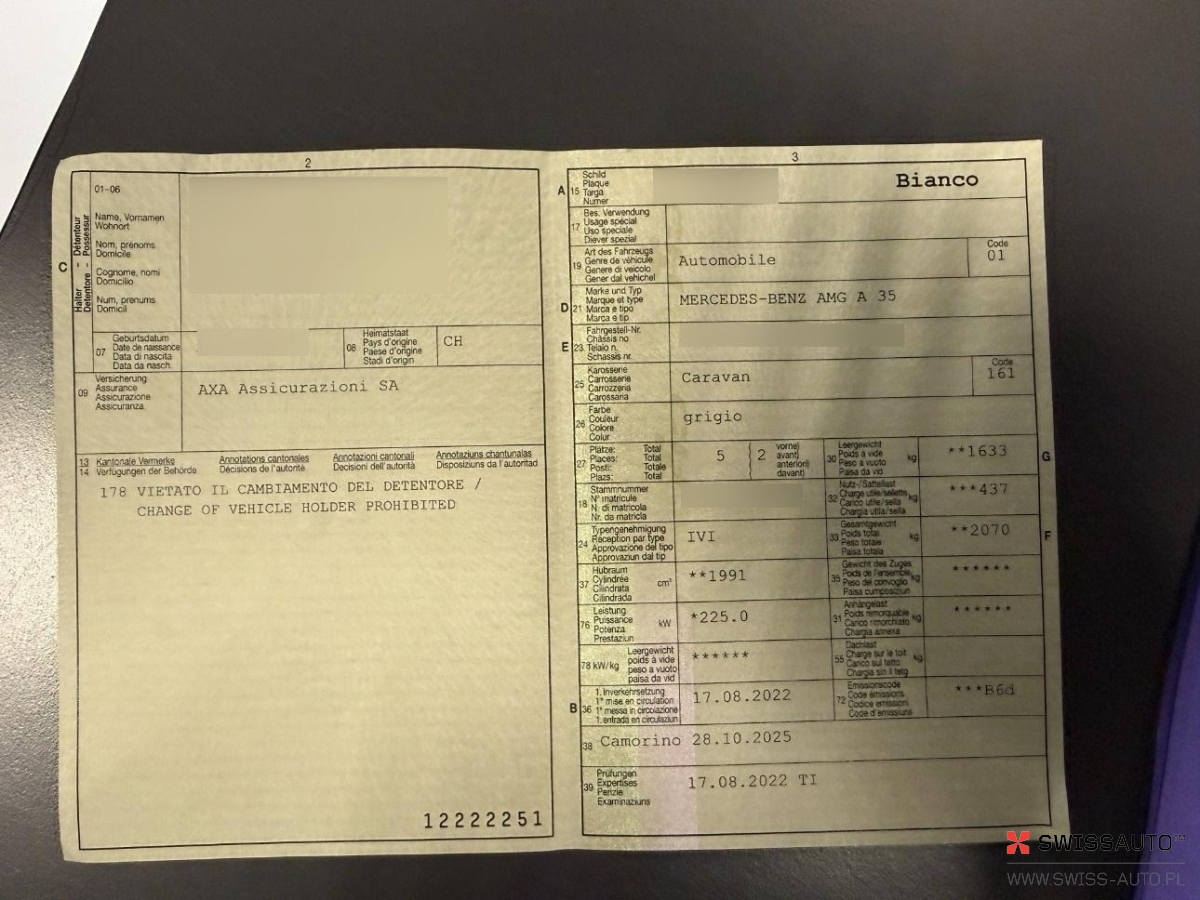 2
01-06
Halter - Détenteur
Detentore - Possessur
C
Name, Vornamen
Wohnort
Nom, prénoms
Domicile
Cognome, nomi
Domicilio
Num, prenums
Domicil
07
Geburtsdatum
Date de naissance
Data di nascita
Data da nasch.
08
Heimatstaat
Pays d'origine
Paese d'origine
Stadi d'origin
CH
09
Versicherung
Assurance
Assicurazione
Assicuranza
AXA Assicurazioni SA
13 Kantonale Vermerke Annotations cantonales Annotazioni cantonali Annotaziuns chantunalas
14 Verfügungen der Behörde Décisions de l'autorité Decisioni dell'autorità Disposiziuns da l'autoritad
178 VIETATO IL CAMBIAMENTO DEL DETENTORE /
CHANGE OF VEHICLE HOLDER PROHIBITED
12222251
3
A
15
Schild
Plaque
Targa
Numer
Bianco
17
Bes. Verwendung
Usage spécial
Uso speciale
Diever spezial
19
Art des Fahrzeugs
Genre de véhicule
Genere di veicolo
Gener dal vehichel
Automobile
Code
01
D
21
Marke und Typ
Marque et type
Marca e tipo
Marca e tip
MERCEDES-BENZ AMG A 35
E
23
Fahrgestell-Nr.
Châssis no
Telaio n.
Schassis nr.
25
Karosserie
Carrosserie
Carrozzeria
Carossaria
Caravan
Code
161
26
Farbe
Couleur
Colore
Colur
grigio
27
Plätze: Total
Places: Total
Posti: Totale
Plazs: Total
5
2
vorne)
avant)
anteriori)
davant)
30
Leergewicht
Poids à vide
Peso a vuoto
Paisa da vid
kg
**1633
G
18
Stammnummer
N° matricule
N. di matricola
Nr. da matricla
32
Nutz-/Sattellast
Charge utile/sellette
Carico utile/sella
Chargia utila/sella
kg
***437
24
Typengenehmigung
Réception par type
Approvazione del tipo
Approvaziun dal tip
IVI
33
Gesamtgewicht
Poids total
Peso totale
Paisa totala
kg
**2070
F
37
Hubraum
Cylindrée
Cilindrata
Cilindrada
cm³
**1991
35
Gewicht des Zuges
Poids de l'ensemble
Peso del convoglio
Paisa cumposiziun
kg
******
76
Leistung
Puissance
Potenza
Prestaziun
kW
*225.0
31
Anhängelast
Poids remorquable
Carico rimorchiato
Chargia annexa
kg
******
78 kW/kg
Leergewicht
poids à vide
peso a vuoto
paisa da vid
******
55
Dachlast
Charge sur le toit
Carico sul tetto
Chargia sin il tetg
kg
B
36
1. Inverkehrsetzung
1re mise en circulation
1a messa in circolazione
1. entrada en circulaziun
17.08.2022
72
Emissionscode
Code émissions
Codice emissioni
Code d'emissiuns
***B6d
38
Camorino 28.10.2025
39
Prüfungen
Expertises
Perizie
Examinaziuns
17.08.2022 TI
SWISSAUTO
WWW.SWISS-AUTO.PL